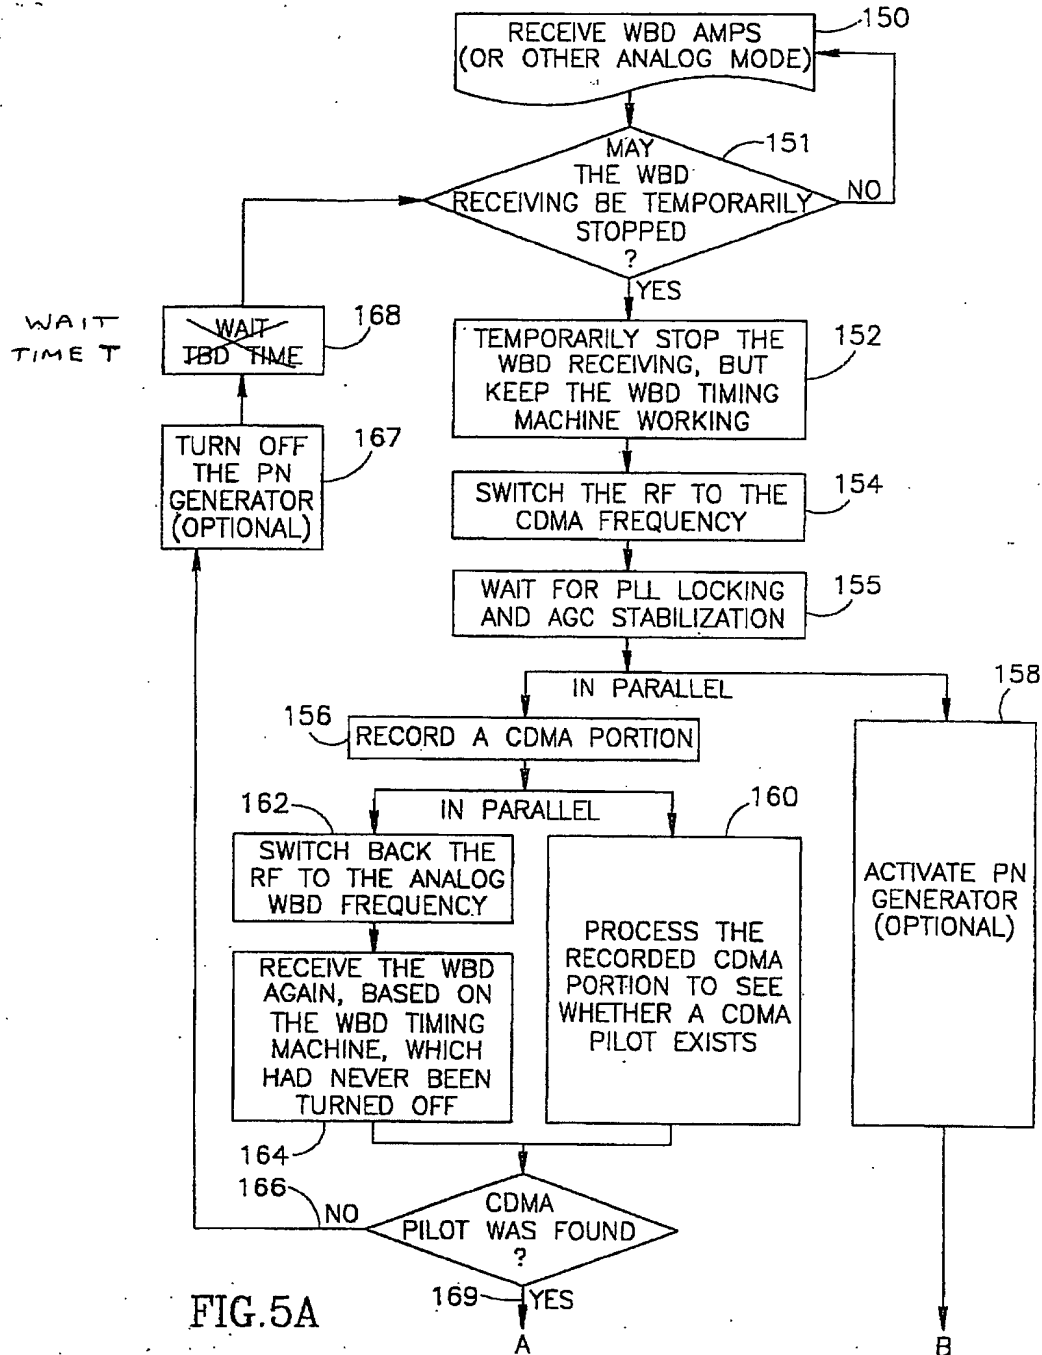 150
RECEIVE WBD AMPS
(OR OTHER ANALOG MODE)
151
MAY
THE WBD
RECEIVING BE TEMPORARILY
STOPPED
?
NO
YES
WAIT
TIME T
WAIT
TBD TIME
168
TEMPORARILY STOP THE
WBD RECEIVING, BUT
KEEP THE WBD TIMING
MACHINE WORKING
152
TURN OFF
THE PN
GENERATOR
(OPTIONAL)
167
SWITCH THE RF TO THE
CDMA FREQUENCY
154
WAIT FOR PLL LOCKING
AND AGC STABILIZATION
155
IN PARALLEL
158
156
RECORD A CDMA PORTION
IN PARALLEL
162
160
SWITCH BACK THE
RF TO THE ANALOG
WBD FREQUENCY
RECEIVE THE WBD
AGAIN, BASED ON
THE WBD TIMING
MACHINE, WHICH
HAD NEVER BEEN
TURNED OFF
164
PROCESS THE
RECORDED CDMA
PORTION TO SEE
WHETHER A CDMA
PILOT EXISTS
ACTIVATE PN
GENERATOR
(OPTIONAL)
166
NO
CDMA
PILOT WAS FOUND
?
169
YES
A
B
FIG.5A